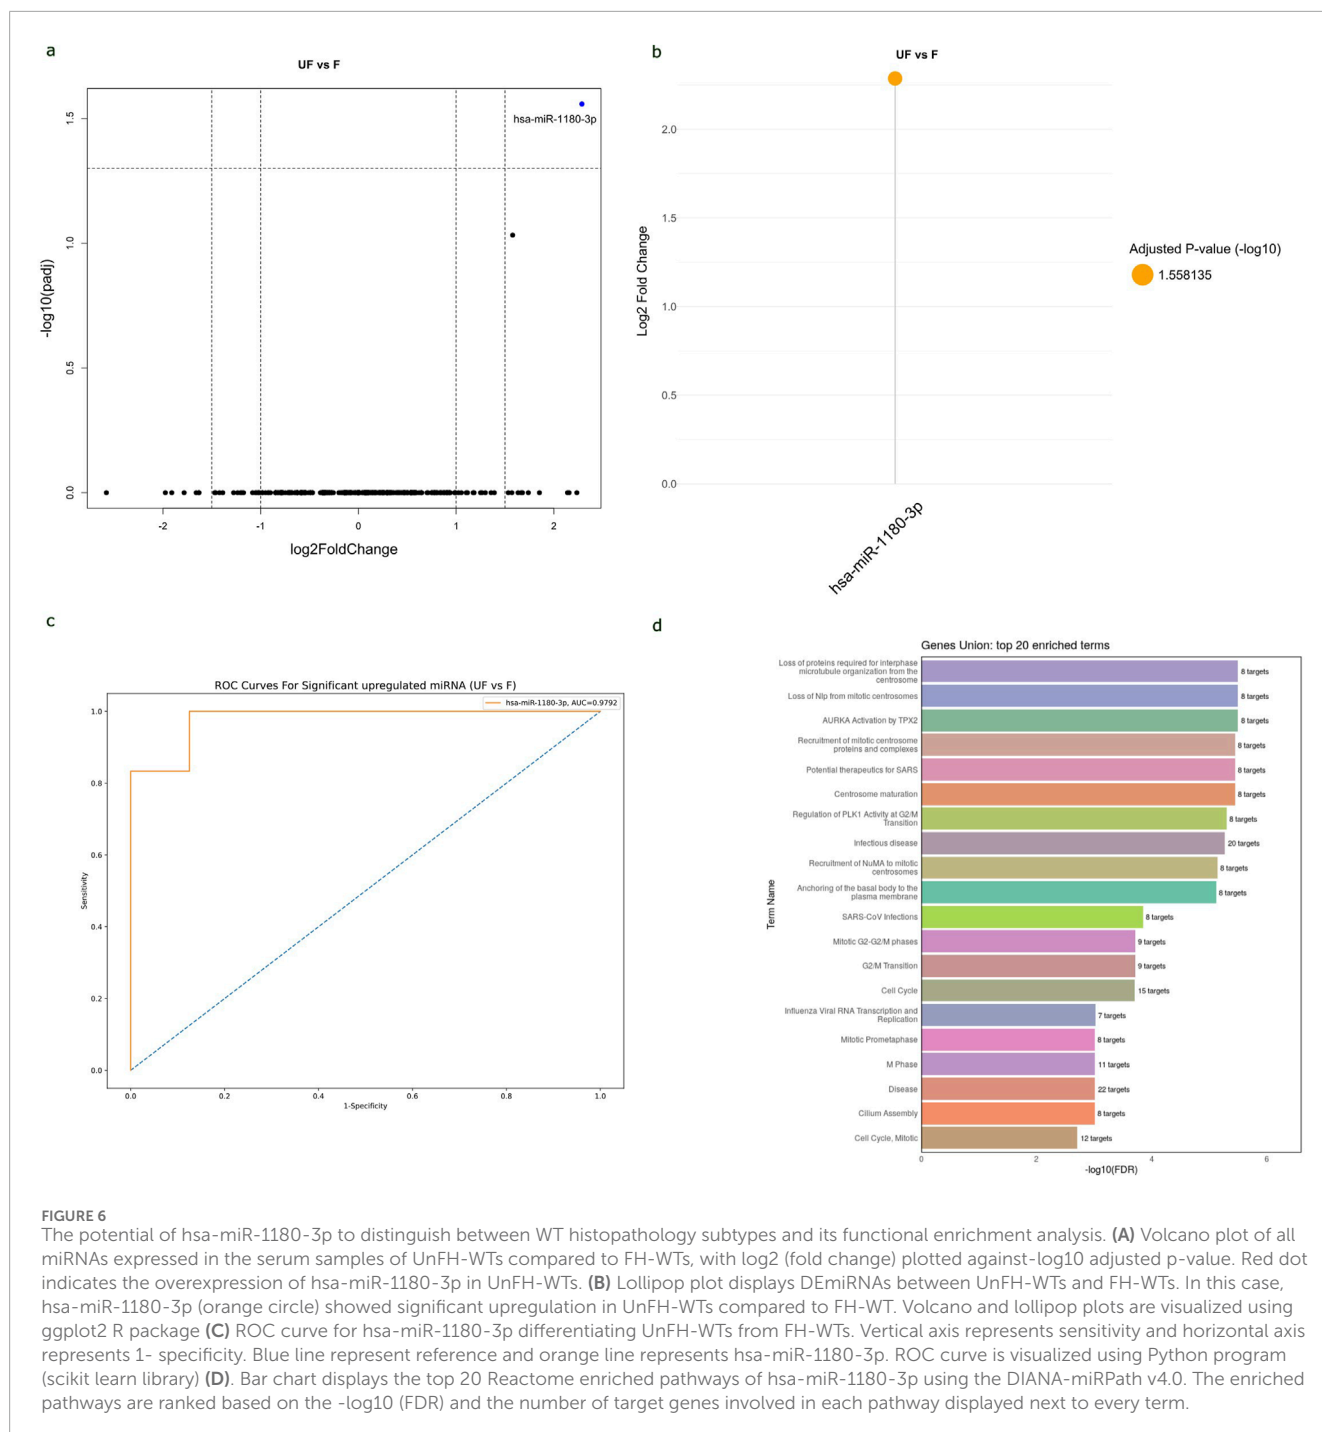 a
UF vs F
hsa-miR-1180-3p
-log10(padj)
1.5
1.0
0.5
0.0
-2
-1
0
1
2
log2FoldChange
b
UF vs F
Log2 Fold Change
2.0
1.5
1.0
0.5
0.0
hsa-miR-1180-3p
Adjusted P-value (-log10)
1.558135
c
ROC Curves For Significant upregulated miRNA (UF vs F)
hsa-miR-1180-3p, AUC=0.9792
Sensitivity
1.0
0.8
0.6
0.4
0.2
0.0
0.0
0.2
0.4
0.6
0.8
1.0
1-Specificity
d
Genes Union: top 20 enriched terms
Term Name
Loss of proteins required for interphase
microtubule organization from the
centrosome
8 targets
Loss of Nlp from mitotic centrosomes
8 targets
AURKA Activation by TPX2
8 targets
Recruitment of mitotic centrosome
proteins and complexes
8 targets
Potential therapeutics for SARS
8 targets
Centrosome maturation
8 targets
Regulation of PLK1 Activity at G2/M
Transition
8 targets
Infectious disease
20 targets
Recruitment of NuMA to mitotic
centrosomes
8 targets
Anchoring of the basal body to the
plasma membrane
8 targets
SARS-CoV Infections
8 targets
Mitotic G2-G2/M phases
9 targets
G2/M Transition
9 targets
Cell Cycle
15 targets
Influenza Viral RNA Transcription and
Replication
7 targets
Mitotic Prometaphase
8 targets
M Phase
11 targets
Disease
22 targets
Cilium Assembly
8 targets
Cell Cycle, Mitotic
12 targets
0
2
4
6
-log10(FDR)
FIGURE 6
The potential of hsa-miR-1180-3p to distinguish between WT histopathology subtypes and its functional enrichment analysis. (A) Volcano plot of all
miRNAs expressed in the serum samples of UnFH-WTs compared to FH-WTs, with log2 (fold change) plotted against-log10 adjusted p-value. Red dot
indicates the overexpression of hsa-miR-1180-3p in UnFH-WTs. (B) Lollipop plot displays DEmiRNAs between UnFH-WTs and FH-WTs. In this case,
hsa-miR-1180-3p (orange circle) showed significant upregulation in UnFH-WTs compared to FH-WT. Volcano and lollipop plots are visualized using
ggplot2 R package (C) ROC curve for hsa-miR-1180-3p differentiating UnFH-WTs from FH-WTs. Vertical axis represents sensitivity and horizontal axis
represents 1- specificity. Blue line represent reference and orange line represents hsa-miR-1180-3p. ROC curve is visualized using Python program
(scikit learn library) (D). Bar chart displays the top 20 Reactome enriched pathways of hsa-miR-1180-3p using the DIANA-miRPath v4.0. The enriched
pathways are ranked based on the -log10 (FDR) and the number of target genes involved in each pathway displayed next to every term.